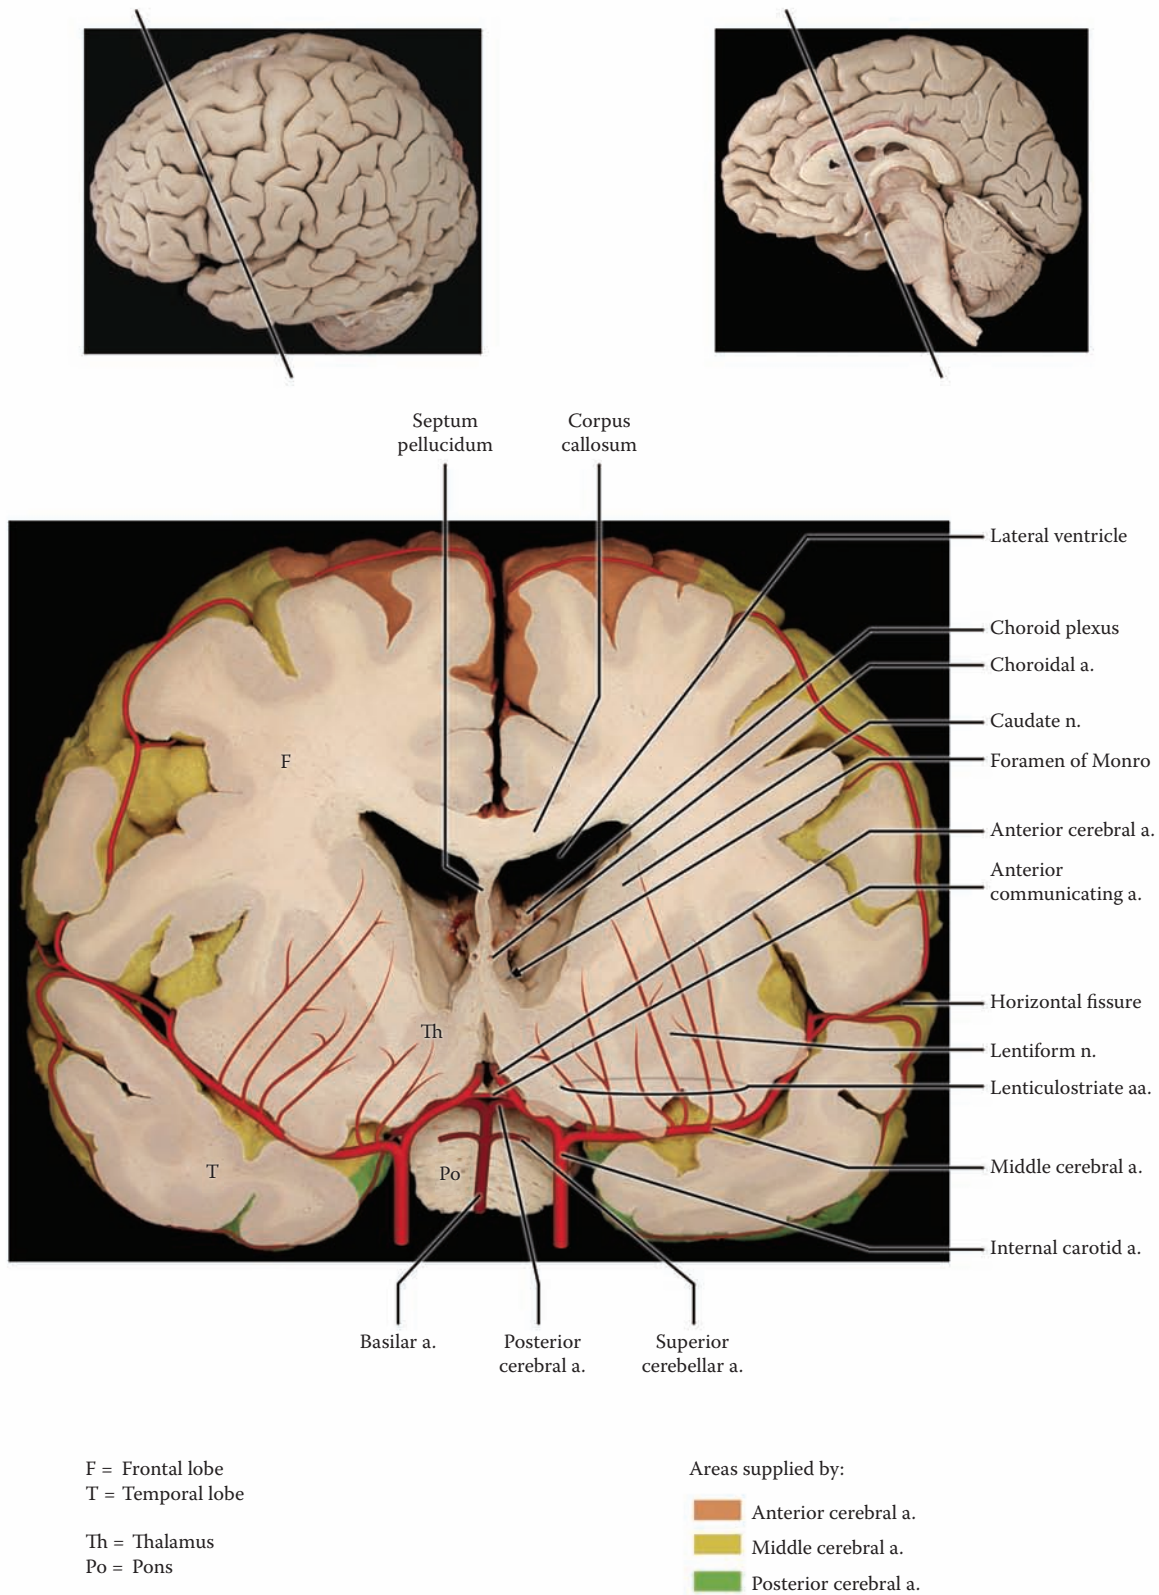 Septum
pellucidum
Corpus
callosum
Lateral ventricle
Choroid plexus
Choroidal a.
Caudate n.
Foramen of Monro
Anterior cerebral a.
Anterior
communicating a.
Horizontal fissure
Lentiform n.
Lenticulostriate aa.
Middle cerebral a.
Internal carotid a.
F
Th
T
Po
Basilar a.
Posterior
cerebral a.
Superior
cerebellar a.
F = Frontal lobe
T = Temporal lobe
Th = Thalamus
Po = Pons
Areas supplied by:
Anterior cerebral a.
Middle cerebral a.
Posterior cerebral a.